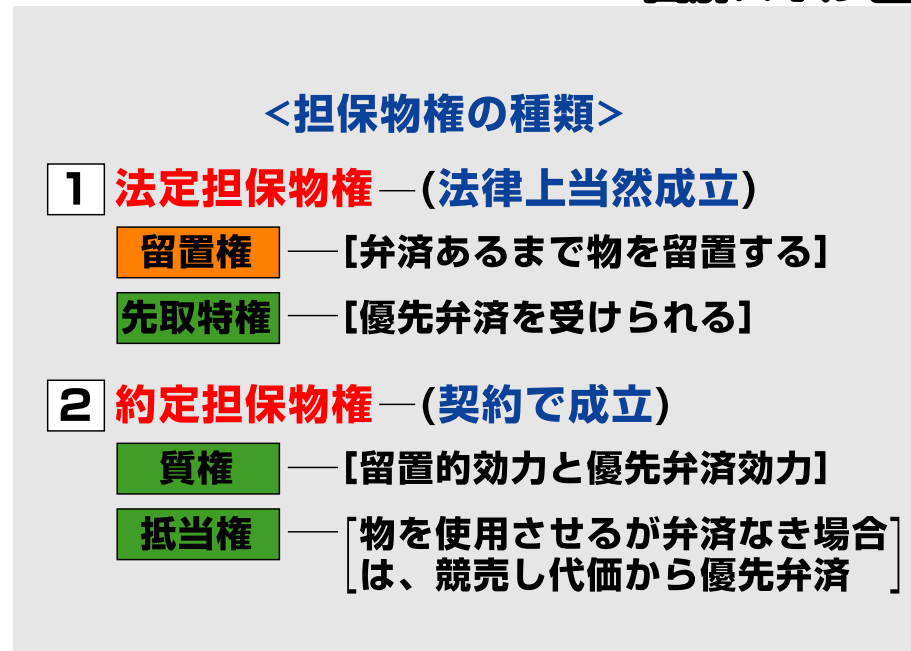 <担保物権の種類>
1 法定担保物権―(法律上当然成立)
留置権―[弁済あるまで物を留置する]
先取特権―[優先弁済を受けられる]
2 約定担保物権―(契約で成立)
質権―[留置的効力と優先弁済効力]
抵当権―[物を使用させるが弁済なき場合
は、競売し代価から優先弁済]